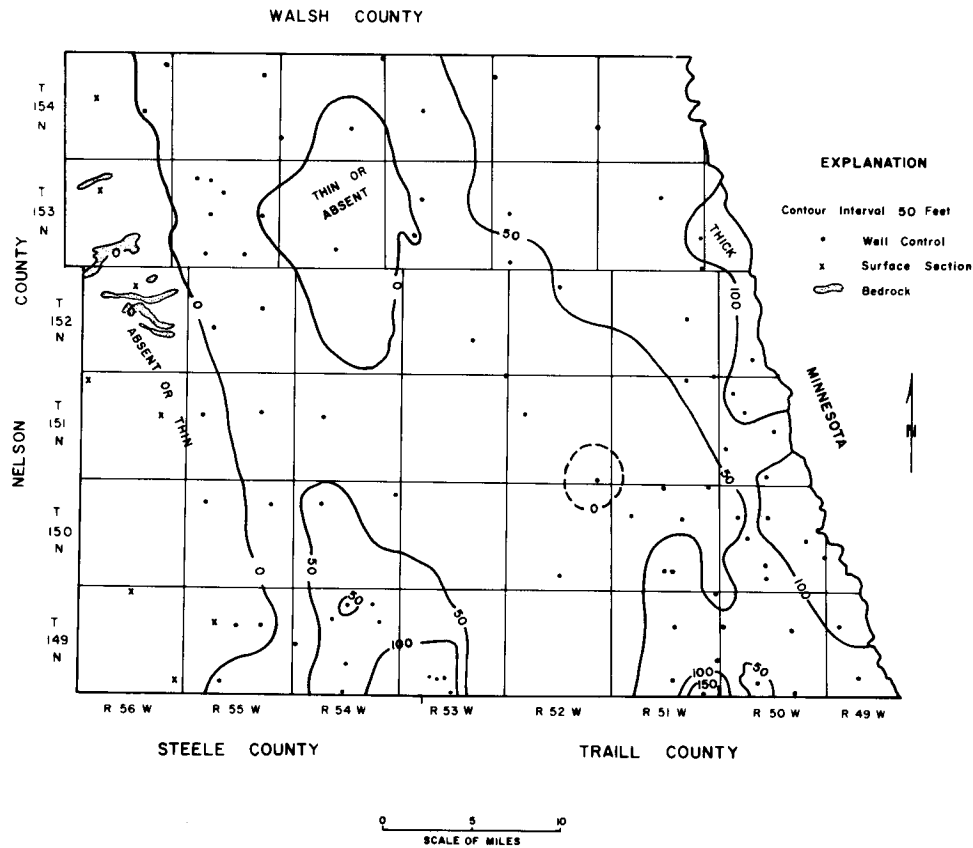 WALSH COUNTY
T
154
N
T
153
N
T
152
N
T
151
N
T
150
N
T
149
N
NELSON COUNTY
THIN OR
ABSENT
50
THICK
100
0
0
0
0
ABSENT OR THIN
MINNESOTA
EXPLANATION
Contour Interval 50 Feet
Well Control
x Surface Section
Bedrock
N
50
0
0
50
50
50
100
100
100
150
50
R 56 W
R 55 W
R 54 W
R 53 W
R 52 W
R 51 W
R 50 W
R 49 W
STEELE COUNTY
TRAILL COUNTY
0 5 10
SCALE OF MILES